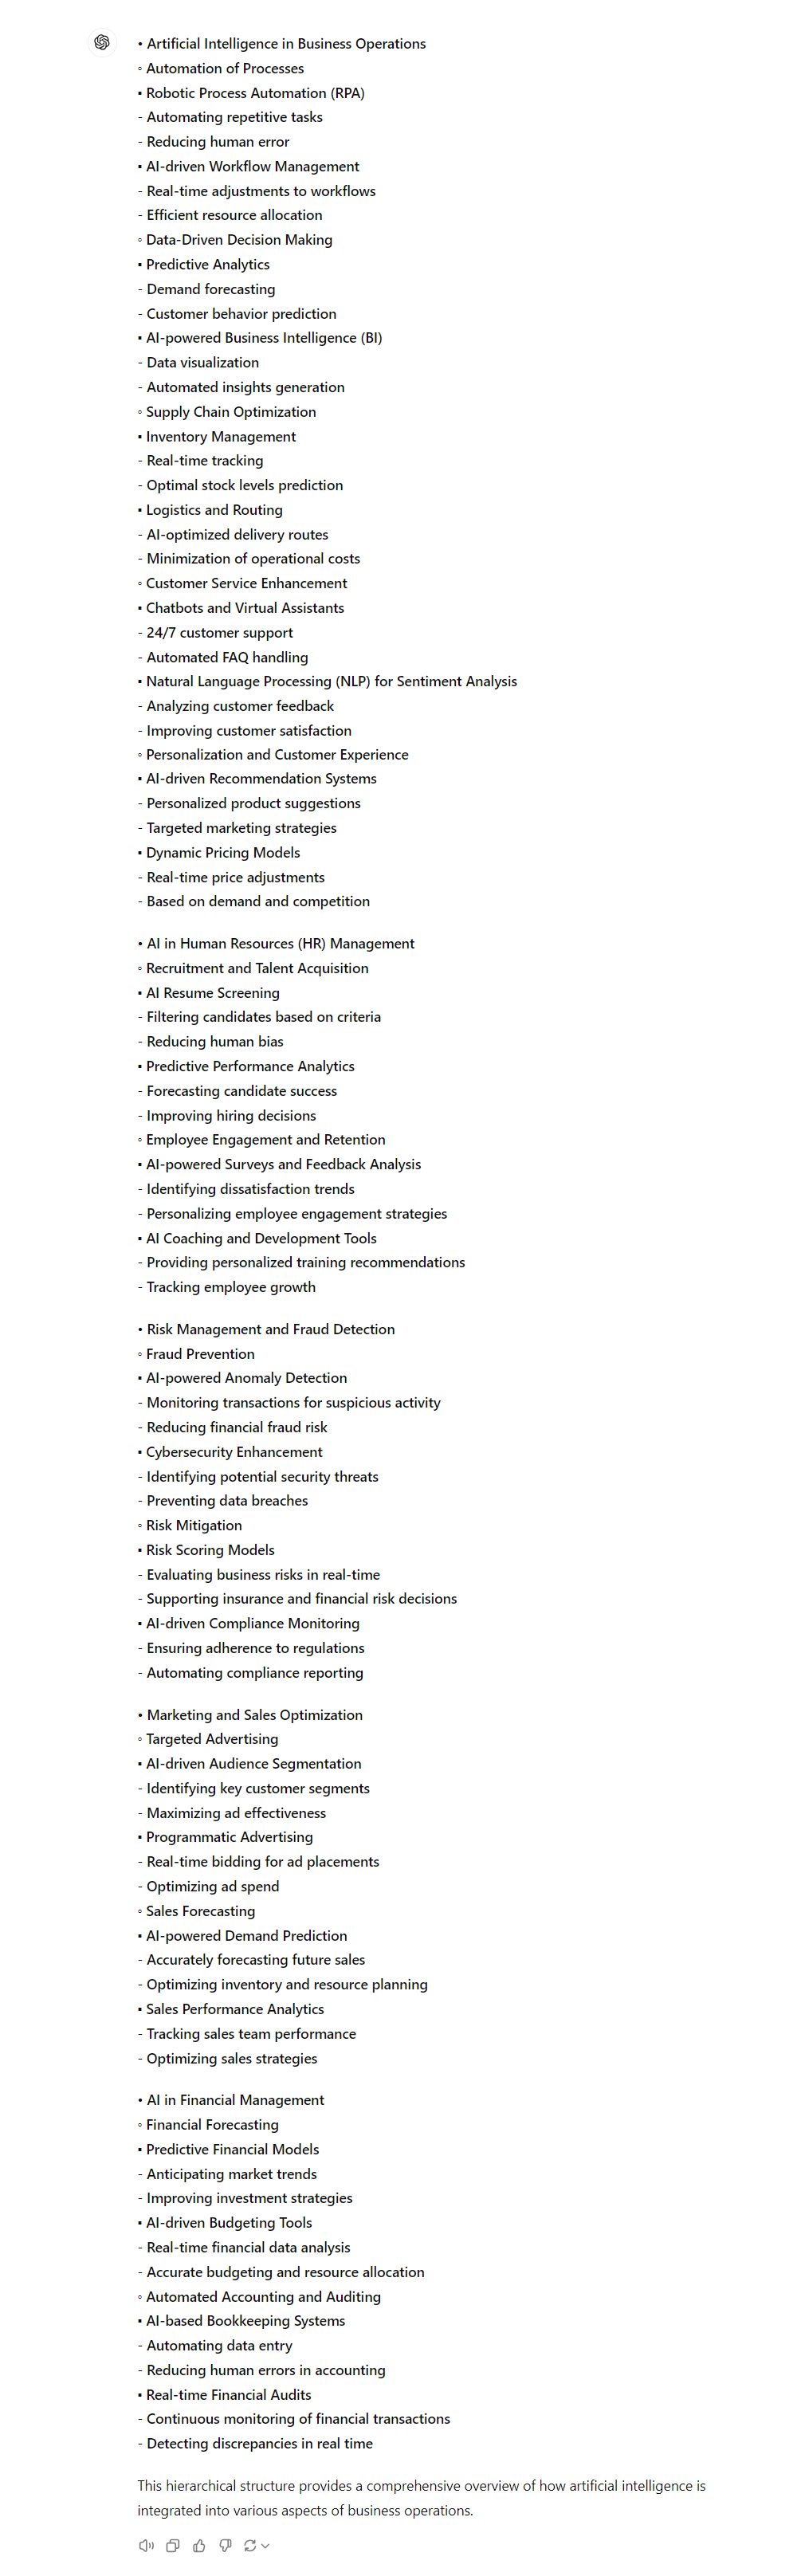 • Artificial Intelligence in Business Operations
◦ Automation of Processes
▪ Robotic Process Automation (RPA)
- Automating repetitive tasks
- Reducing human error
▪ AI-driven Workflow Management
- Real-time adjustments to workflows
- Efficient resource allocation
◦ Data-Driven Decision Making
▪ Predictive Analytics
- Demand forecasting
- Customer behavior prediction
▪ AI-powered Business Intelligence (BI)
- Data visualization
- Automated insights generation
◦ Supply Chain Optimization
▪ Inventory Management
- Real-time tracking
- Optimal stock levels prediction
▪ Logistics and Routing
- AI-optimized delivery routes
- Minimization of operational costs
◦ Customer Service Enhancement
▪ Chatbots and Virtual Assistants
- 24/7 customer support
- Automated FAQ handling
▪ Natural Language Processing (NLP) for Sentiment Analysis
- Analyzing customer feedback
- Improving customer satisfaction
◦ Personalization and Customer Experience
▪ AI-driven Recommendation Systems
- Personalized product suggestions
- Targeted marketing strategies
▪ Dynamic Pricing Models
- Real-time price adjustments
- Based on demand and competition
• AI in Human Resources (HR) Management
◦ Recruitment and Talent Acquisition
▪ AI Resume Screening
- Filtering candidates based on criteria
- Reducing human bias
▪ Predictive Performance Analytics
- Forecasting candidate success
- Improving hiring decisions
◦ Employee Engagement and Retention
▪ AI-powered Surveys and Feedback Analysis
- Identifying dissatisfaction trends
- Personalizing employee engagement strategies
▪ AI Coaching and Development Tools
- Providing personalized training recommendations
- Tracking employee growth
• Risk Management and Fraud Detection
◦ Fraud Prevention
▪ AI-powered Anomaly Detection
- Monitoring transactions for suspicious activity
- Reducing financial fraud risk
▪ Cybersecurity Enhancement
- Identifying potential security threats
- Preventing data breaches
◦ Risk Mitigation
▪ Risk Scoring Models
- Evaluating business risks in real-time
- Supporting insurance and financial risk decisions
▪ AI-driven Compliance Monitoring
- Ensuring adherence to regulations
- Automating compliance reporting
• Marketing and Sales Optimization
◦ Targeted Advertising
▪ AI-driven Audience Segmentation
- Identifying key customer segments
- Maximizing ad effectiveness
▪ Programmatic Advertising
- Real-time bidding for ad placements
- Optimizing ad spend
◦ Sales Forecasting
▪ AI-powered Demand Prediction
- Accurately forecasting future sales
- Optimizing inventory and resource planning
▪ Sales Performance Analytics
- Tracking sales team performance
- Optimizing sales strategies
• AI in Financial Management
◦ Financial Forecasting
▪ Predictive Financial Models
- Anticipating market trends
- Improving investment strategies
▪ AI-driven Budgeting Tools
- Real-time financial data analysis
- Accurate budgeting and resource allocation
◦ Automated Accounting and Auditing
▪ AI-based Bookkeeping Systems
- Automating data entry
- Reducing human errors in accounting
▪ Real-time Financial Audits
- Continuous monitoring of financial transactions
- Detecting discrepancies in real time
This hierarchical structure provides a comprehensive overview of how artificial intelligence is
integrated into various aspects of business operations.